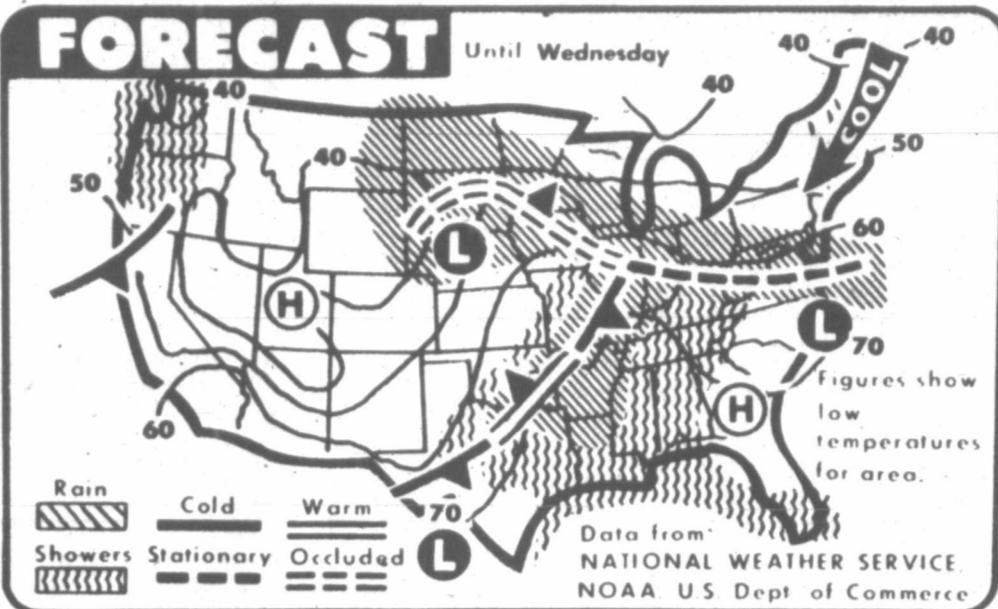 FORECAST
Until Wednesday
40
40
40
40
COOL
50
40
50
60
L
H
L
70
H
60
70
L
Figures show
low
temperatures
for area.
Rain
Cold
Warm
Showers
Stationary
Occluded
Data from
NATIONAL WEATHER SERVICE,
NOAA. U.S. Dept of Commerce